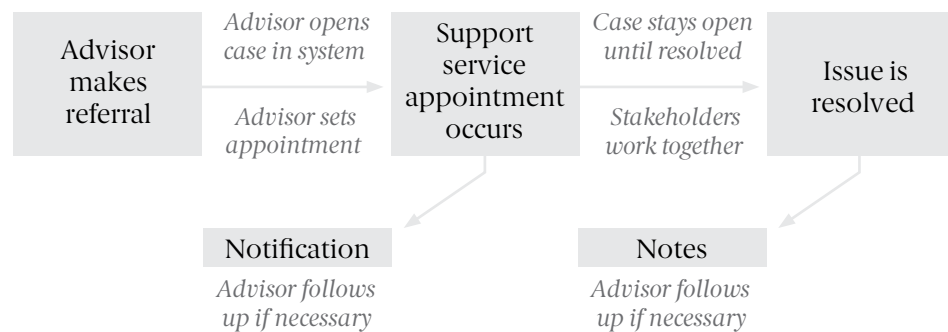 Advisor
makes
referral
Advisor opens
case in system
Advisor sets
appointment
Support
service
appointment
occurs
Case stays open
until resolved
Stakeholders
work together
Issue is
resolved
Notification
Advisor follows
up if necessary
Notes
Advisor follows
up if necessary